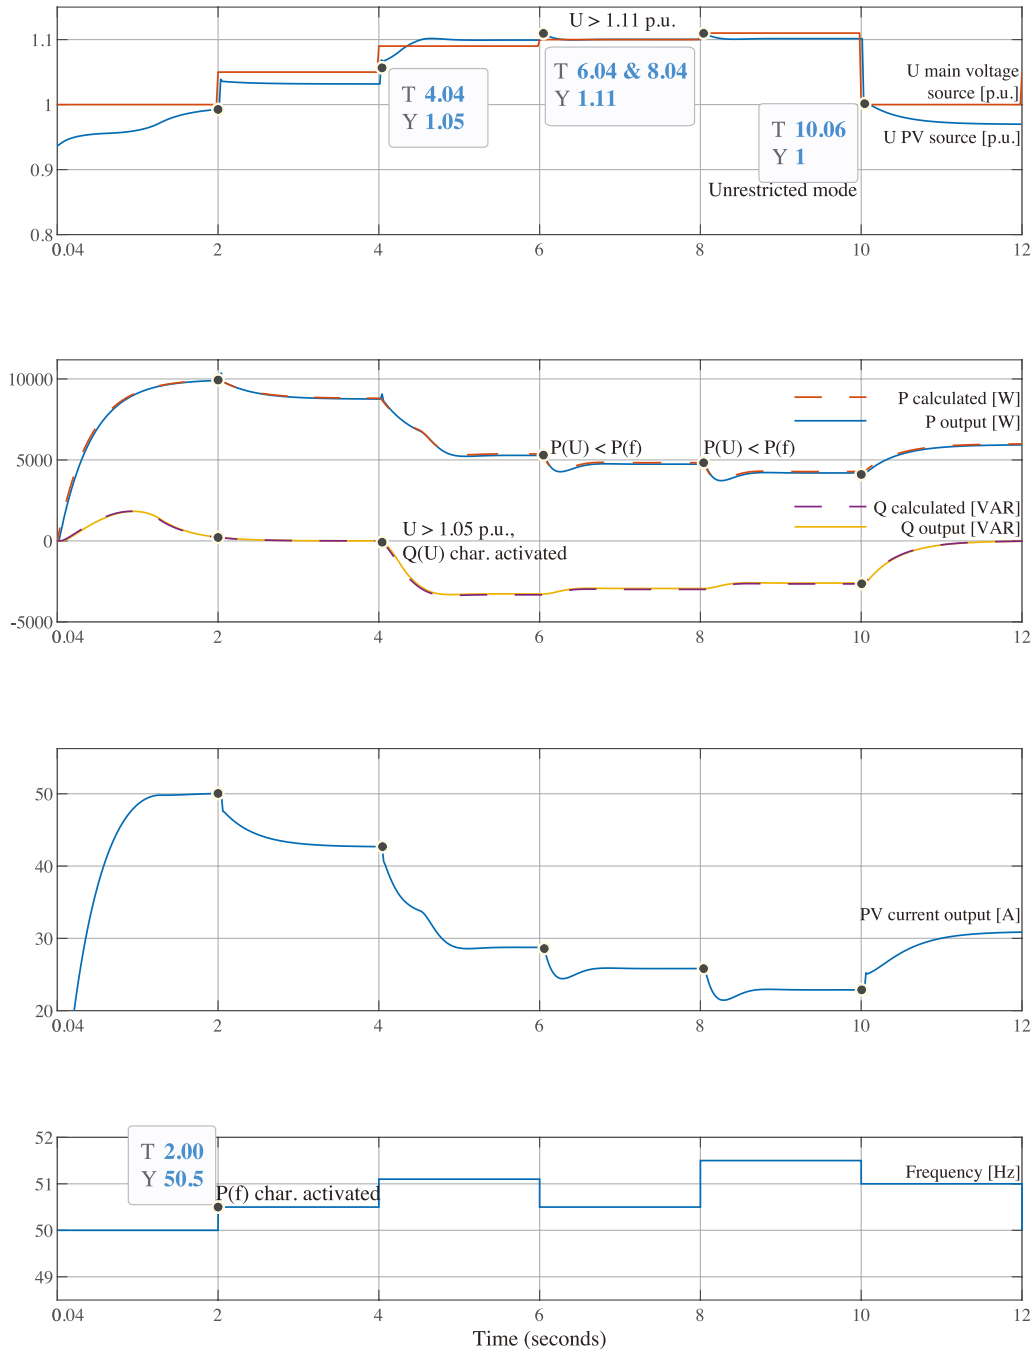 U > 1.11 p.u.
1.1
1
0.9
0.8
T 4.04
Y 1.05
T 6.04 & 8.04
Y 1.11
T 10.06
Y 1
U main voltage
source [p.u.]
U PV source [p.u.]
Unrestricted mode
0.04 2 4 6 8 10 12
10000
5000
0
-5000
P calculated [W]
P output [W]
P(U) < P(f)
P(U) < P(f)
Q calculated [VAR]
Q output [VAR]
U > 1.05 p.u.,
Q(U) char. activated
0.04 2 4 6 8 10 12
50
40
30
20
PV current output [A]
0.04 2 4 6 8 10 12
52
51
50
49
T 2.00
Y 50.5
P(f) char. activated
Frequency [Hz]
0.04 2 4 6 8 10 12
Time (seconds)